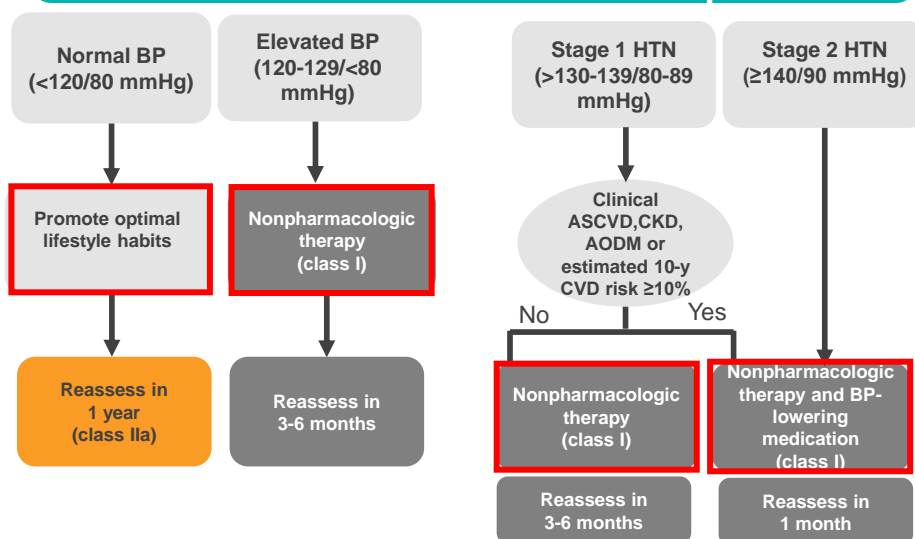 Normal BP
(<120/80 mmHg)
Elevated BP
(120-129/<80
mmHg)
Stage 1 HTN
(>130-139/80-89
mmHg)
Stage 2 HTN
(≥140/90 mmHg)
Promote optimal
lifestyle habits
Nonpharmacologic
therapy
(class I)
Clinical
ASCVD,CKD,
AODM or
estimated 10-y
CVD risk ≥10%
No
Yes
Reassess in
1 year
(class IIa)
Reassess in
3-6 months
Nonpharmacologic
therapy
(class I)
Nonpharmacologic
therapy and BP-
lowering
medication
(class I)
Reassess in
3-6 months
Reassess in
1 month